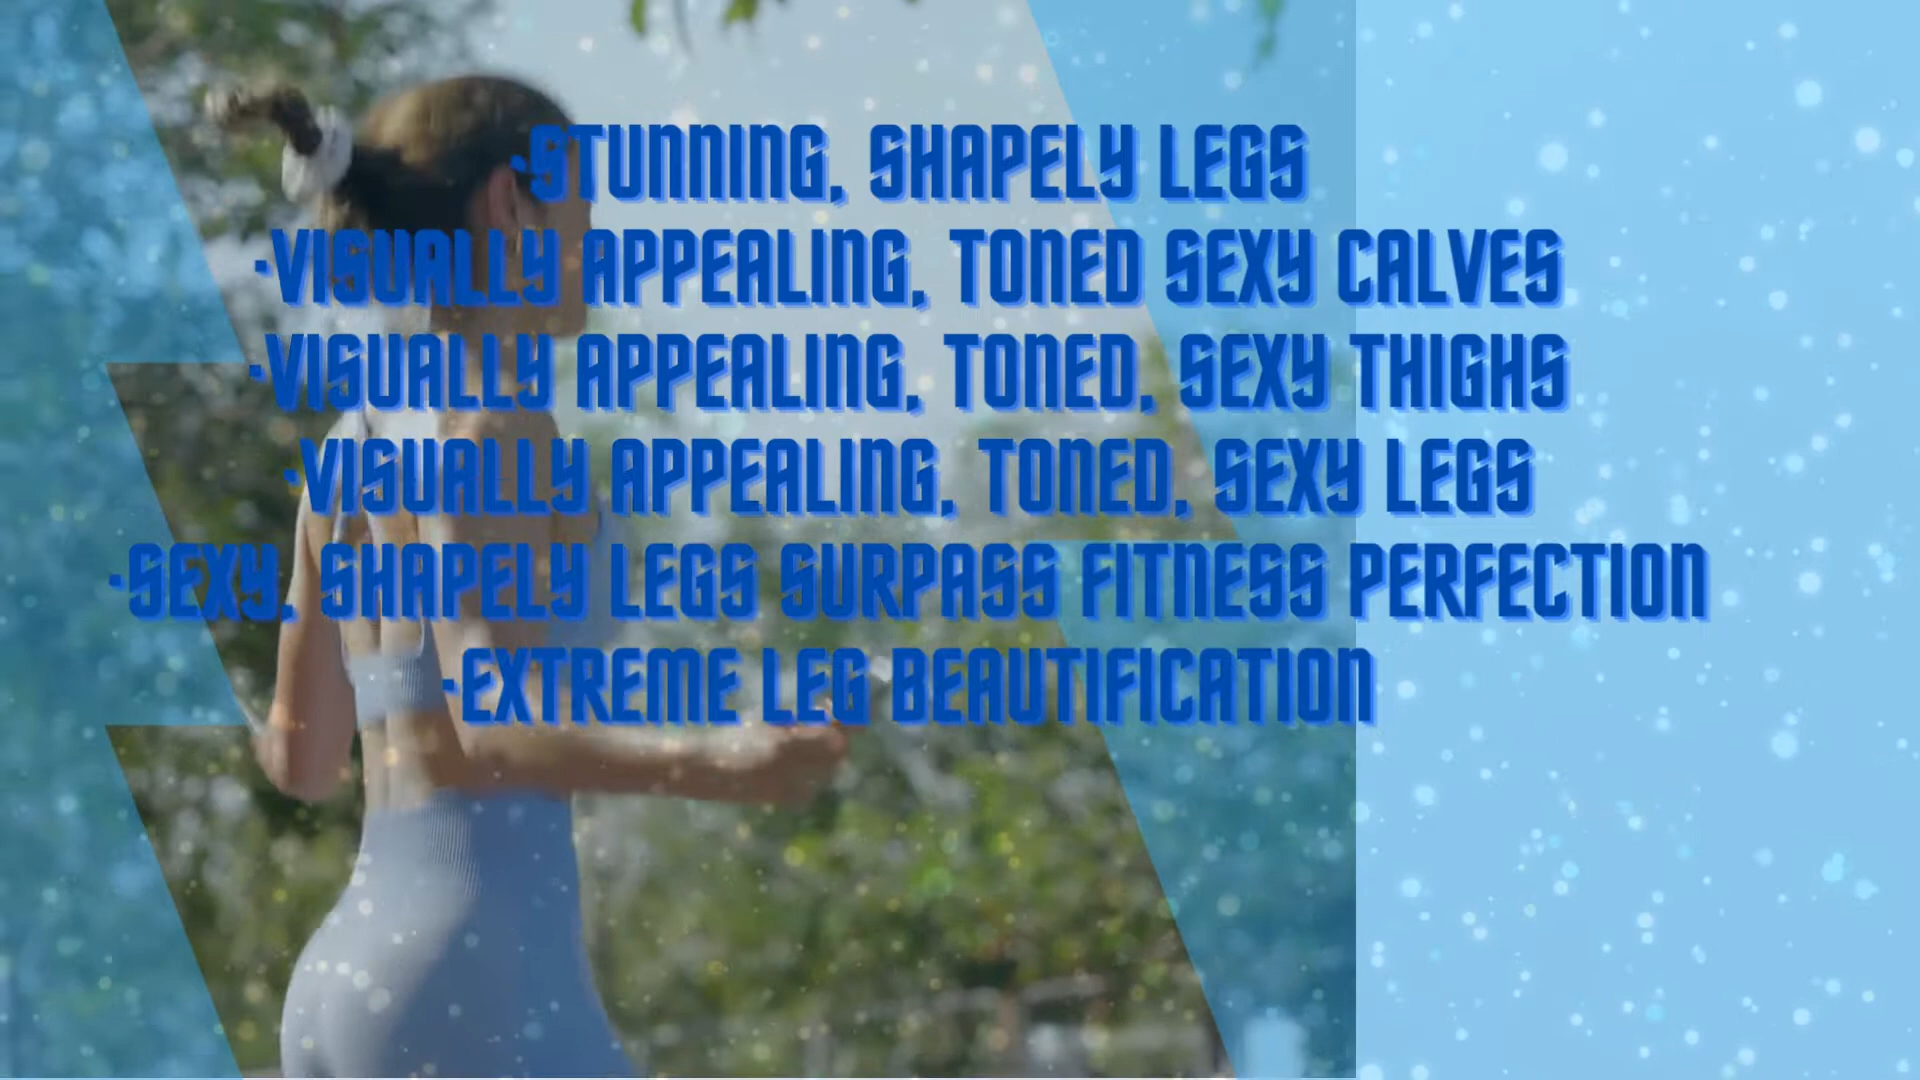 -STUNNING, SHAPELY LEGS
-VISUALLY APPEALING, TONED SEXY CALVES
-VISUALLY APPEALING, TONED, SEXY THIGHS
-VISUALLY APPEALING, TONED, SEXY LEGS
-SEXY, SHAPELY LEGS SURPASS FITNESS PERFECTION
-EXTREME LEG BEAUTIFICATION